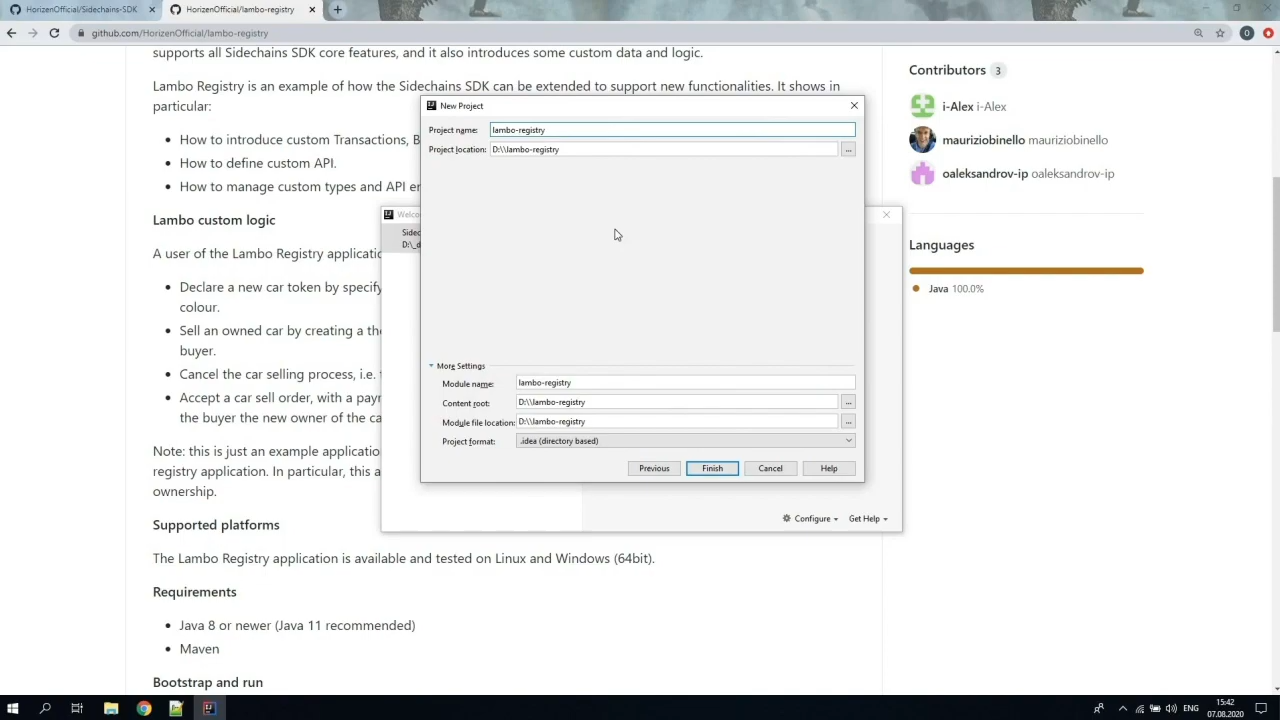 HorizenOfficial/Sidechains-SDK
HorizenOfficial/lambo-registry
github.com/HorizenOfficial/lambo-registry
supports all Sidechains SDK core features, and it also introduces some custom data and logic.
Lambo Registry is an example of how the Sidechains SDK can be extended to support new functionalities. It shows in
particular:
How to introduce custom Transactions, B
How to define custom API.
How to manage custom types and API en
Lambo custom logic
A user of the Lambo Registry applicatio
Declare a new car token by specify
colour.
Sell an owned car by creating a the
buyer.
Cancel the car selling process, i.e. t
Accept a car sell order, with a paym
the buyer the new owner of the ca
Note: this is just an example application
registry application. In particular, this a
ownership.
Supported platforms
The Lambo Registry application is available and tested on Linux and Windows (64bit).
Requirements
Java 8 or newer (Java 11 recommended)
Maven
Bootstrap and run
New Project
Project name: lambo-registry
Project location: D:\\lambo-registry
...
More Settings
Module name: lambo-registry
Content root: D:\\lambo-registry
...
Module file location: D:\\lambo-registry
...
Project format: .idea (directory based)
Previous Finish Cancel Help
Welco
Sidec
D:\_d
Configure Get Help
Contributors 3
i-Alex i-Alex
mauriziobinello mauriziobinello
oaleksandrov-ip oaleksandrov-ip
Languages
Java 100.0%
ENG
15:42
07.08.2020